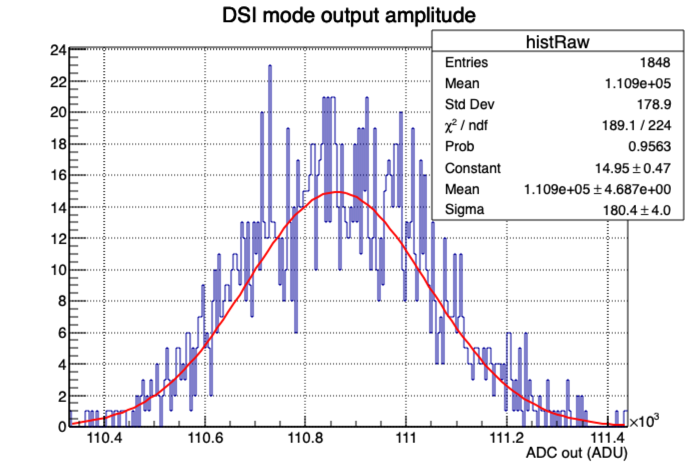 DSI mode output amplitude
histRaw
Entries 1848
Mean 1.109e+05
Std Dev 178.9
χ² / ndf 189.1 / 224
Prob 0.9563
Constant 14.95 ± 0.47
Mean 1.109e+05 ± 4.687e+00
Sigma 180.4 ± 4.0
24
22
20
18
16
14
12
10
8
6
4
2
0
110.4 110.6 110.8 111 111.2 111.4
×10³
ADC out (ADU)